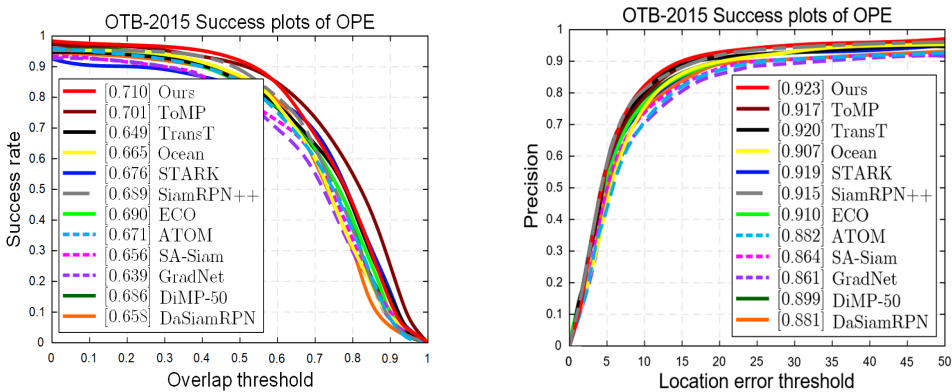 OTB-2015 Success plots of OPE
Success rate
1
0.9
0.8
0.7
0.6
0.5
0.4
0.3
0.2
0.1
0
[0.710] Ours
[0.701] ToMP
[0.649] TransT
[0.665] Ocean
[0.676] STARK
[0.689] SiamRPN++
[0.690] ECO
[0.671] ATOM
[0.656] SA-Siam
[0.639] GradNet
[0.686] DiMP-50
[0.658] DaSiamRPN
0 0.1 0.2 0.3 0.4 0.5 0.6 0.7 0.8 0.9 1
Overlap threshold
OTB-2015 Success plots of OPE
Precision
1
0.9
0.8
0.7
0.6
0.5
0.4
0.3
0.2
0.1
0
[0.923] Ours
[0.917] ToMP
[0.920] TransT
[0.907] Ocean
[0.919] STARK
[0.915] SiamRPN++
[0.910] ECO
[0.882] ATOM
[0.864] SA-Siam
[0.861] GradNet
[0.899] DiMP-50
[0.881] DaSiamRPN
0 5 10 15 20 25 30 35 40 45 50
Location error threshold